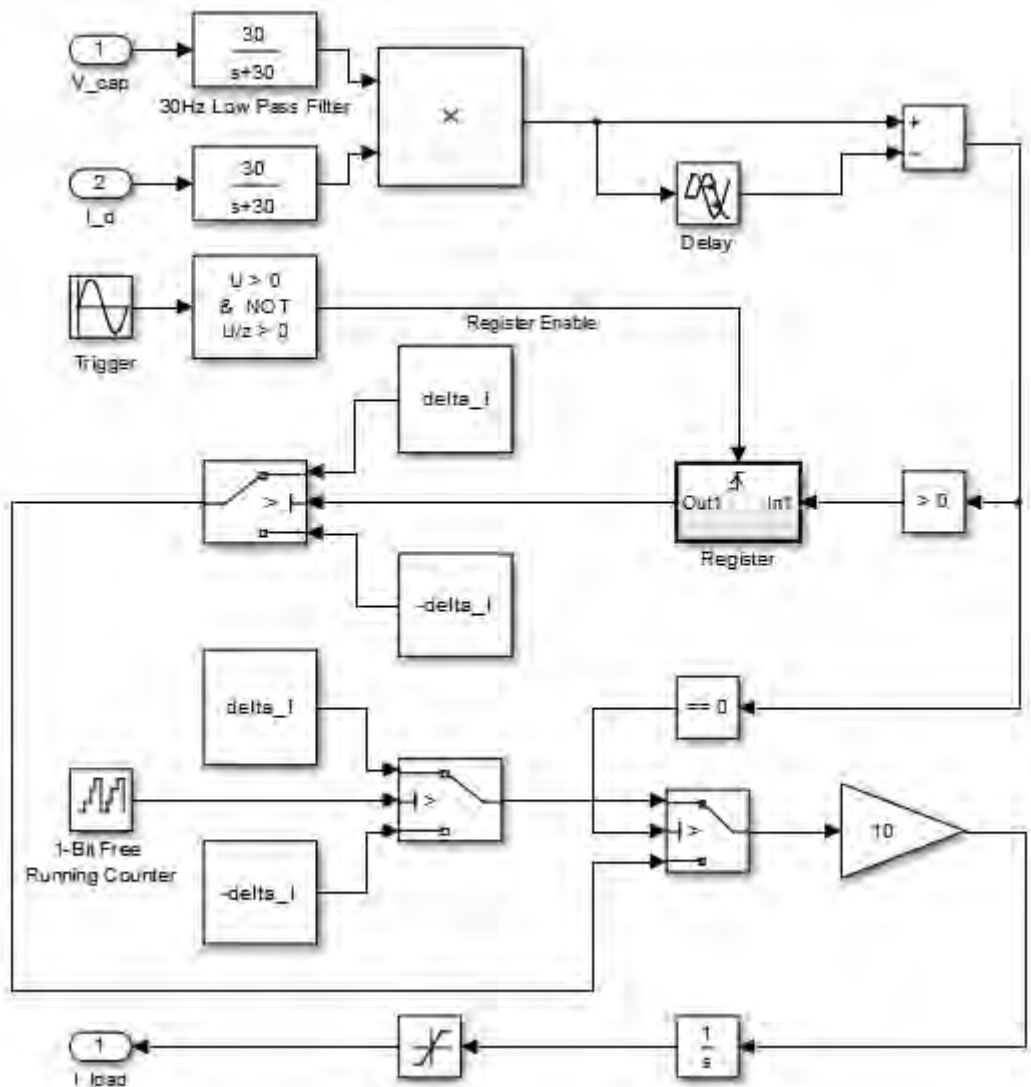 1
V_cap
30
s+30
30Hz Low Pass Filter
×
+
−
2
I_d
30
s+30
Delay
Trigger
U > 0
& NOT
U/z > 0
Register Enable
delta_i
>
Out1
In1
Register
> 0
-delta_i
delta_i
== 0
1-Bit Free
Running Counter
>
-delta_i
>
10
1
I_load
1
s